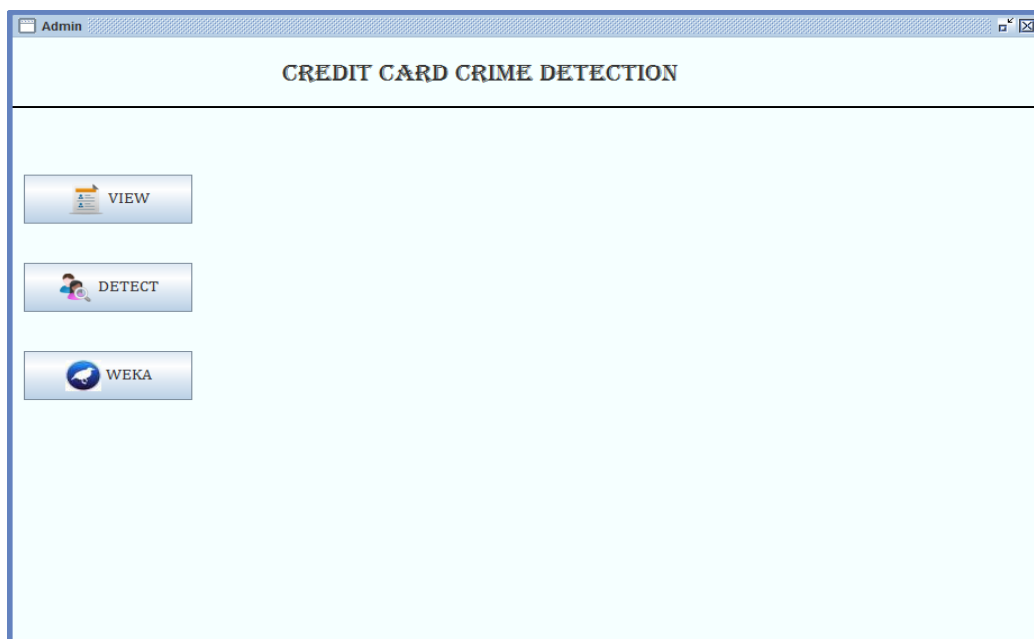 Admin
CREDIT CARD CRIME DETECTION
VIEW
DETECT
WEKA